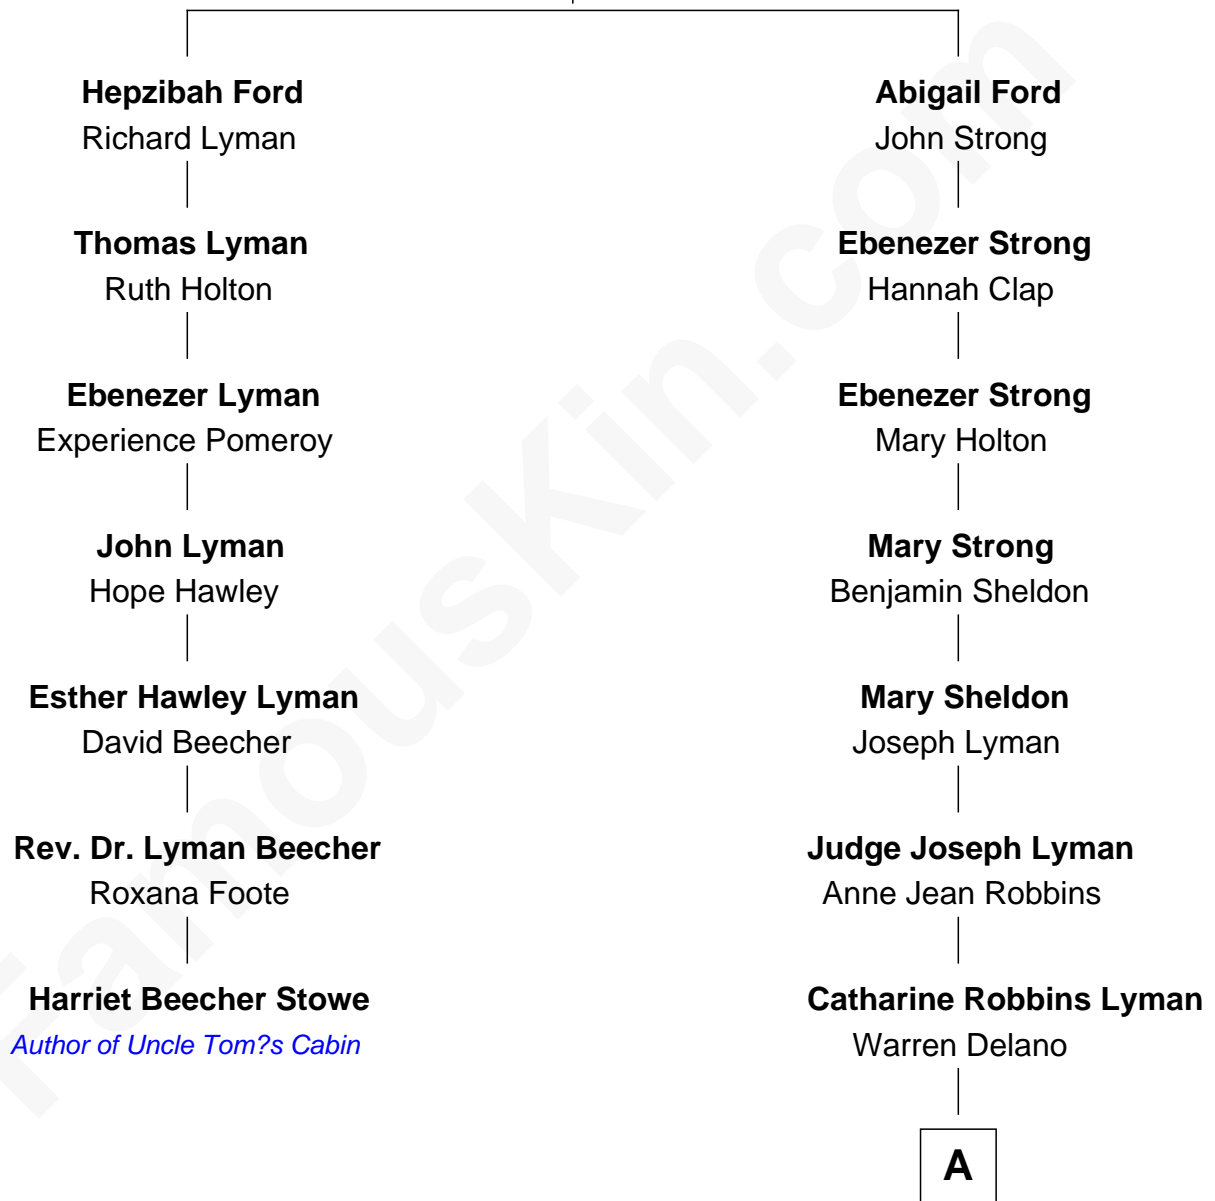 Hepzibah Ford
Richard Lyman
Abigail Ford
John Strong
Thomas Lyman
Ruth Holton
Ebenezer Strong
Hannah Clap
Ebenezer Lyman
Experience Pomeroy
Ebenezer Strong
Mary Holton
John Lyman
Hope Hawley
Mary Strong
Benjamin Sheldon
Esther Hawley Lyman
David Beecher
Mary Sheldon
Joseph Lyman
Rev. Dr. Lyman Beecher
Roxana Foote
Judge Joseph Lyman
Anne Jean Robbins
Harriet Beecher Stowe
Author of Uncle Tom?s Cabin
Catharine Robbins Lyman
Warren Delano
A
FamousKin.com